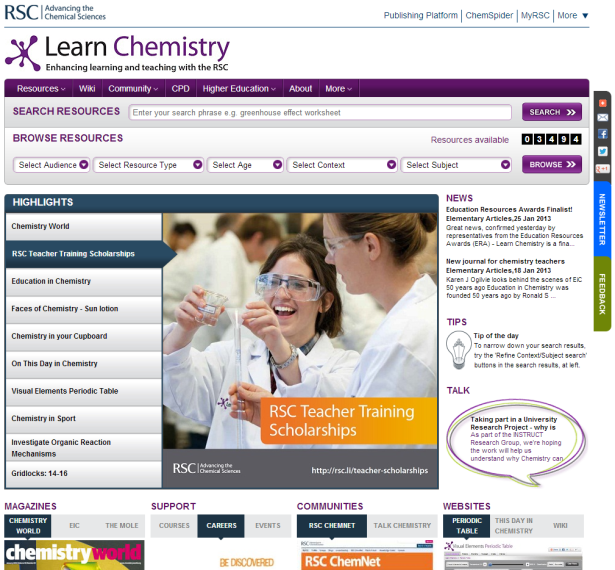 RSC | Advancing the Chemical Sciences
Publishing Platform | ChemSpider | MyRSC | More
Learn Chemistry
Enhancing learning and teaching with the RSC
Resources Wiki Community CPD Higher Education About More
SEARCH RESOURCES Enter your search phrase e.g. greenhouse effect worksheet SEARCH
BROWSE RESOURCES Resources available 03494
Select Audience Select Resource Type Select Age Select Context Select Subject BROWSE
NEWSLETTER
FEEDBACK
HIGHLIGHTS
Chemistry World
RSC Teacher Training Scholarships
Education in Chemistry
Faces of Chemistry - Sun lotion
Chemistry in your Cupboard
On This Day in Chemistry
Visual Elements Periodic Table
Chemistry in Sport
Investigate Organic Reaction
Mechanisms
Gridlocks: 14-16
RSC Teacher Training
Scholarships
RSC | Advancing the Chemical Sciences
http://rsc.li/teacher-scholarships
NEWS
Education Resources Awards Finalist!
Elementary Articles,25 Jan 2013
Great news, confirmed yesterday by
representatives from the Education Resources
Awards (ERA) - Learn Chemistry is a fina...
New journal for chemistry teachers
Elementary Articles,18 Jan 2013
Karen J Ogilvie looks behind the scenes of EiC
50 years ago Education in Chemistry was
founded 50 years ago by Ronald S ...
TIPS
Tip of the day
To narrow down your search results,
try the 'Refine Context/Subject search'
buttons in the search results, at left.
TALK
Taking part in a University
Research Project - why is
As part of the INSTRUCT
Research Group, we're hoping
the work will help us
understand why Chemistry can
MAGAZINES
CHEMISTRY
WORLD
EIC
THE MOLE
chemistryworld
SUPPORT
COURSES
CAREERS
EVENTS
BE DISCOVERED
COMMUNITIES
RSC CHEMNET
TALK CHEMISTRY
RSC ChemNet
WEBSITES
PERIODIC
TABLE
THIS DAY IN
CHEMISTRY
WIKI
Visual Elements Periodic Table